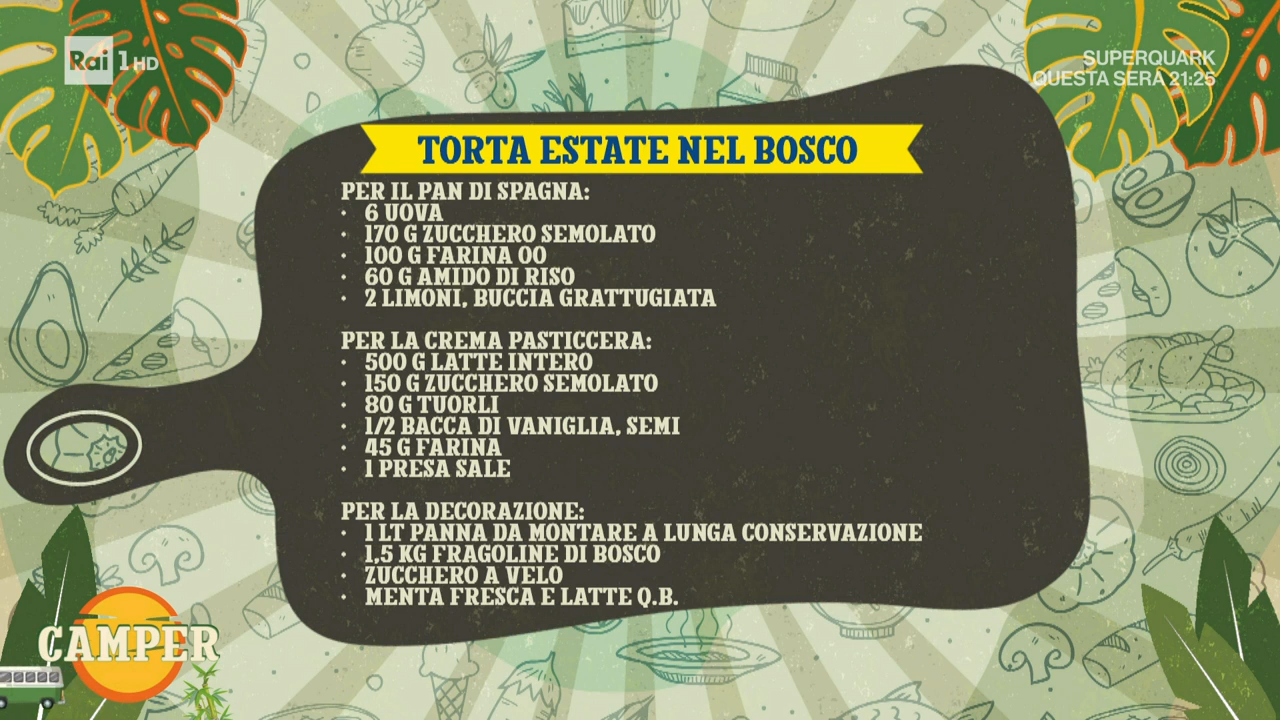 Rai 1 HD
SUPERQUARK
QUESTA SERA 21:25
TORTA ESTATE NEL BOSCO
PER IL PAN DI SPAGNA:
• 6 UOVA
• 170 G ZUCCHERO SEMOLATO
• 100 G FARINA 00
• 60 G AMIDO DI RISO
• 2 LIMONI, BUCCIA GRATTUGIATA
PER LA CREMA PASTICCERA:
• 500 G LATTE INTERO
• 150 G ZUCCHERO SEMOLATO
• 80 G TUORLI
• 1/2 BACCA DI VANIGLIA, SEMI
• 45 G FARINA
• 1 PRESA SALE
PER LA DECORAZIONE:
• 1 LT PANNA DA MONTARE A LUNGA CONSERVAZIONE
• 1,5 KG FRAGOLINE DI BOSCO
• ZUCCHERO A VELO
• MENTA FRESCA E LATTE Q.B.
CAMPER